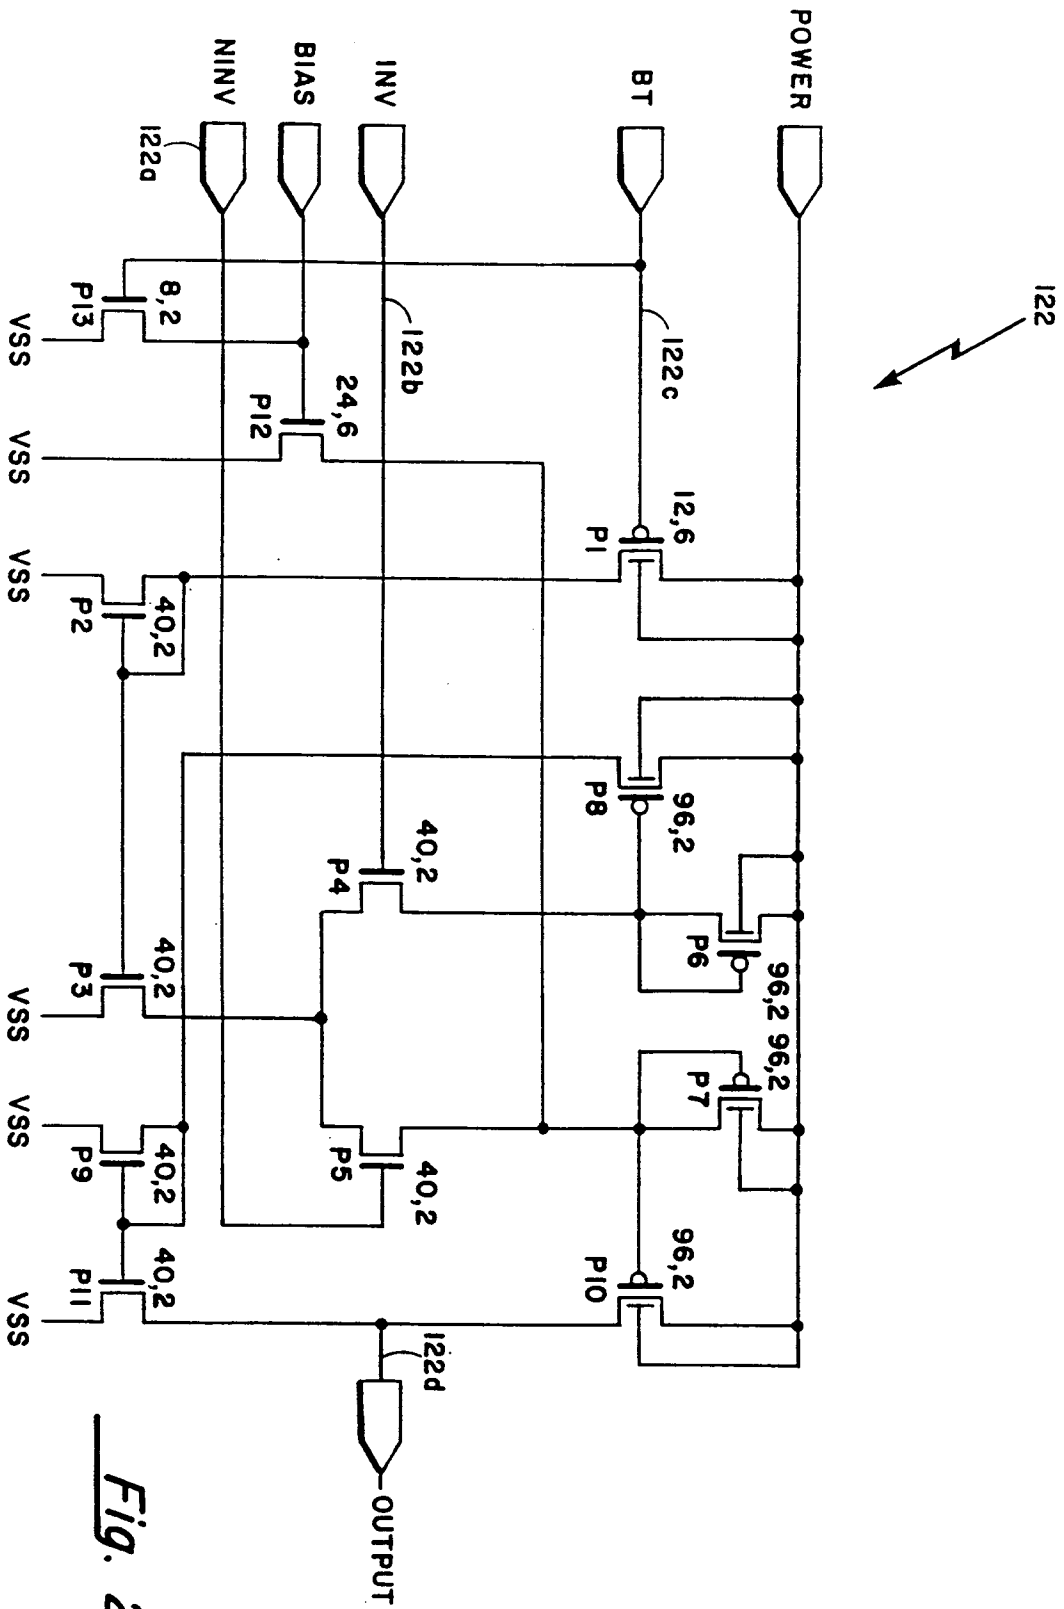 122
POWER
BT
INV
BIAS
NINV
122a
122b
122c
12,6
P1
96,2
P8
96,2
P6
96,2
P7
96,2
P10
24,6
P12
8,2
P13
40,2
P4
40,2
P5
40,2
P2
40,2
P3
40,2
P9
40,2
P11
122d
OUTPUT
VSS
VSS
VSS
VSS
VSS
VSS
Fig.